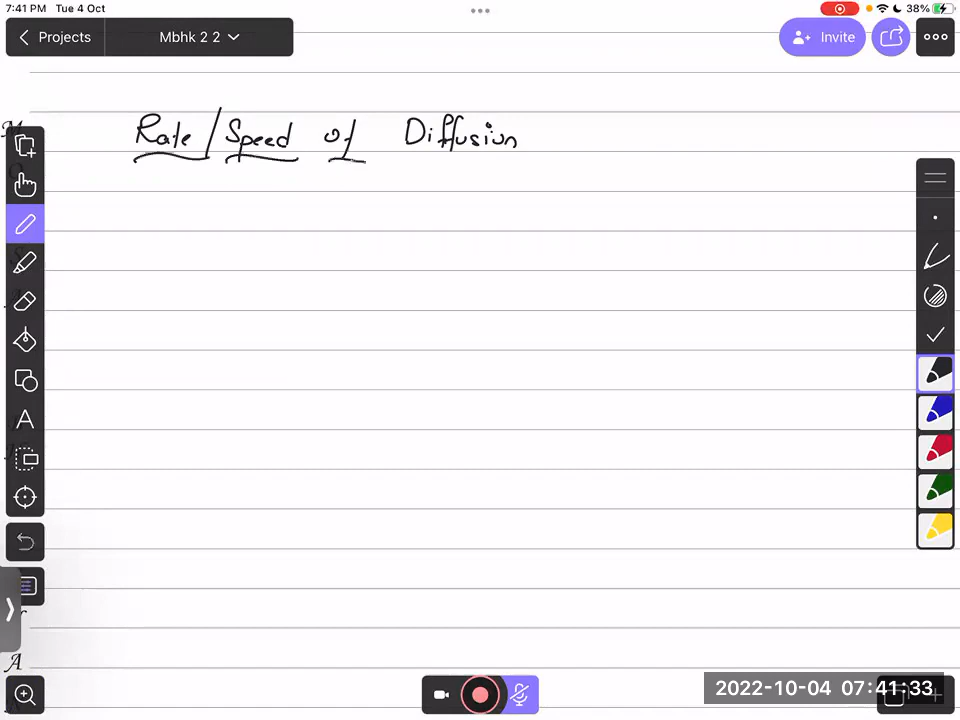 7:41 PM Tue 4 Oct
38%
Projects
Mbhk 2 2
Invite
Rate/Speed of Diffusion
A
A
2022-10-04 07:41:33